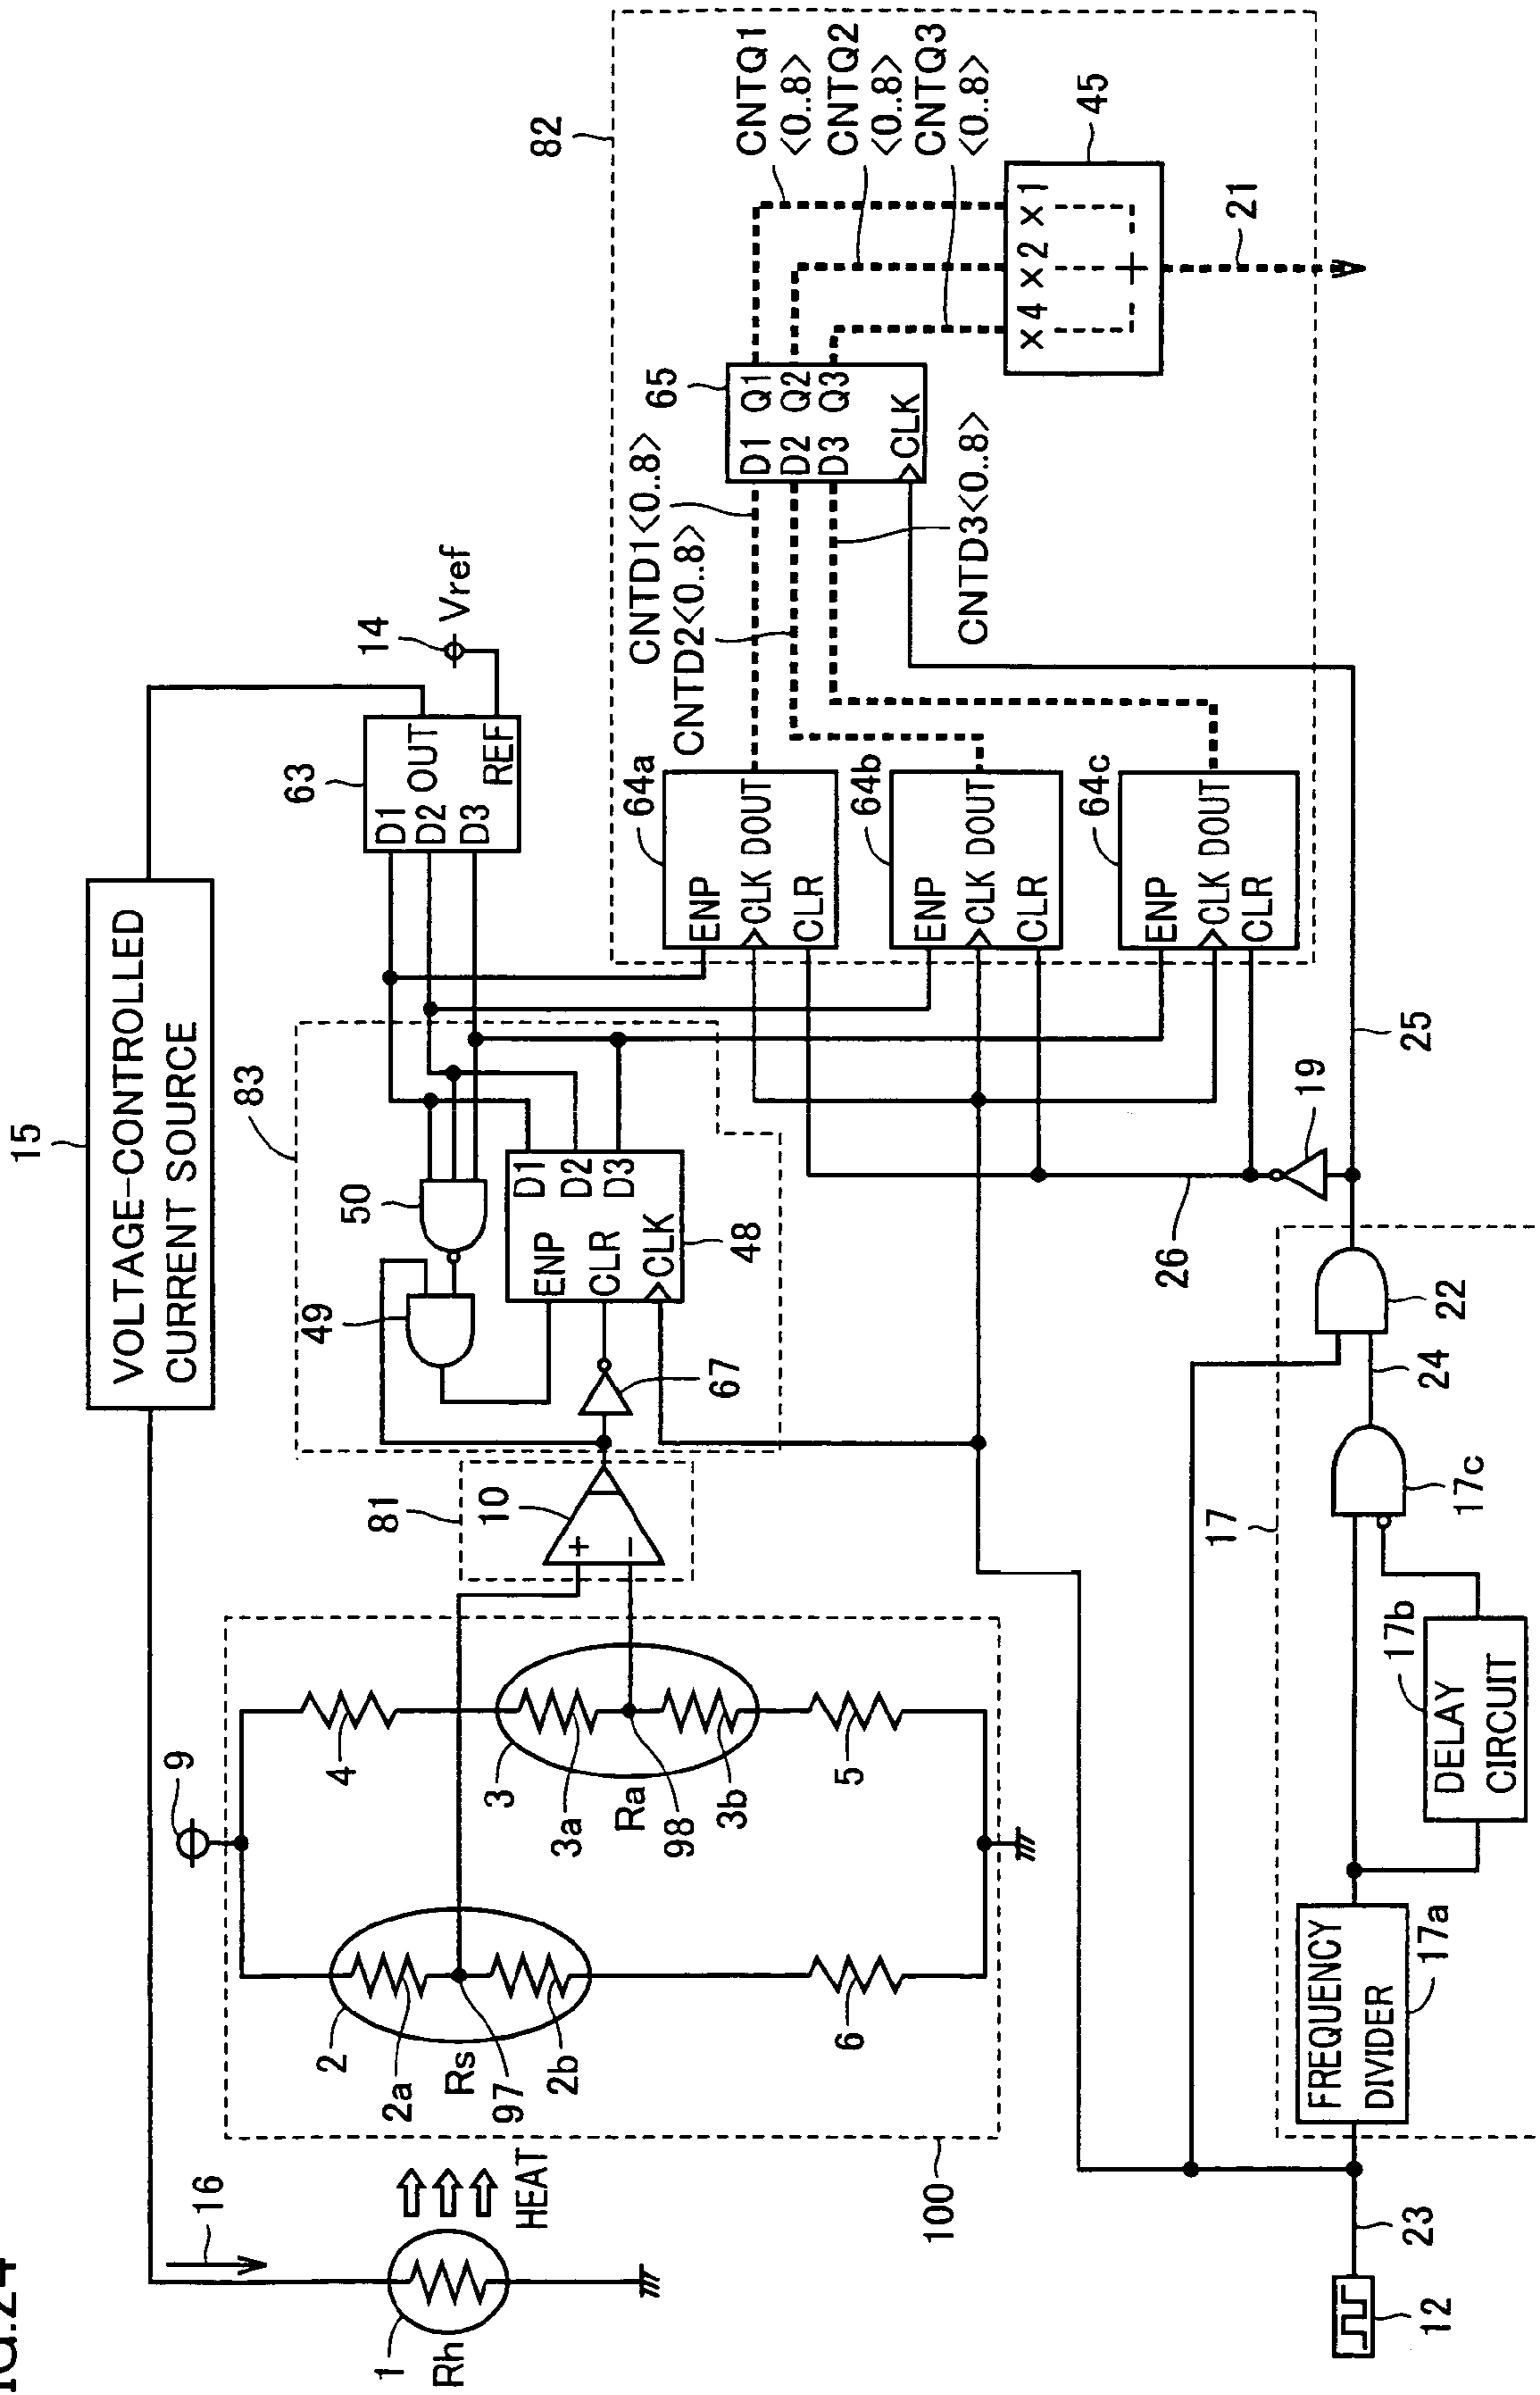 FIG.24
15
VOLTAGE-CONTROLLED
CURRENT SOURCE
16
1
Rh
HEAT
100
9
2
2a
Rs
97
2b
6
4
3
3a
Ra
98
3b
5
81
10
+
−
83
49
50
67
48
ENP
CLR
CLK
D1
D2
D3
63
D1
D2
D3
OUT
REF
14
Vref
82
64a
ENP
CLK
CLR
DOUT
64b
ENP
CLK
CLR
DOUT
64c
ENP
CLK
CLR
DOUT
CNTD1<0..8>
CNTD2<0..8>
CNTD3<0..8>
65
D1 Q1
D2 Q2
D3 Q3
CLK
CNTQ1
<0..8>
CNTQ2
<0..8>
CNTQ3
<0..8>
45
×4 ×2 ×1
+
21
12
23
17
FREQUENCY
DIVIDER
17a
17b
DELAY
CIRCUIT
17c
24
22
26
19
25